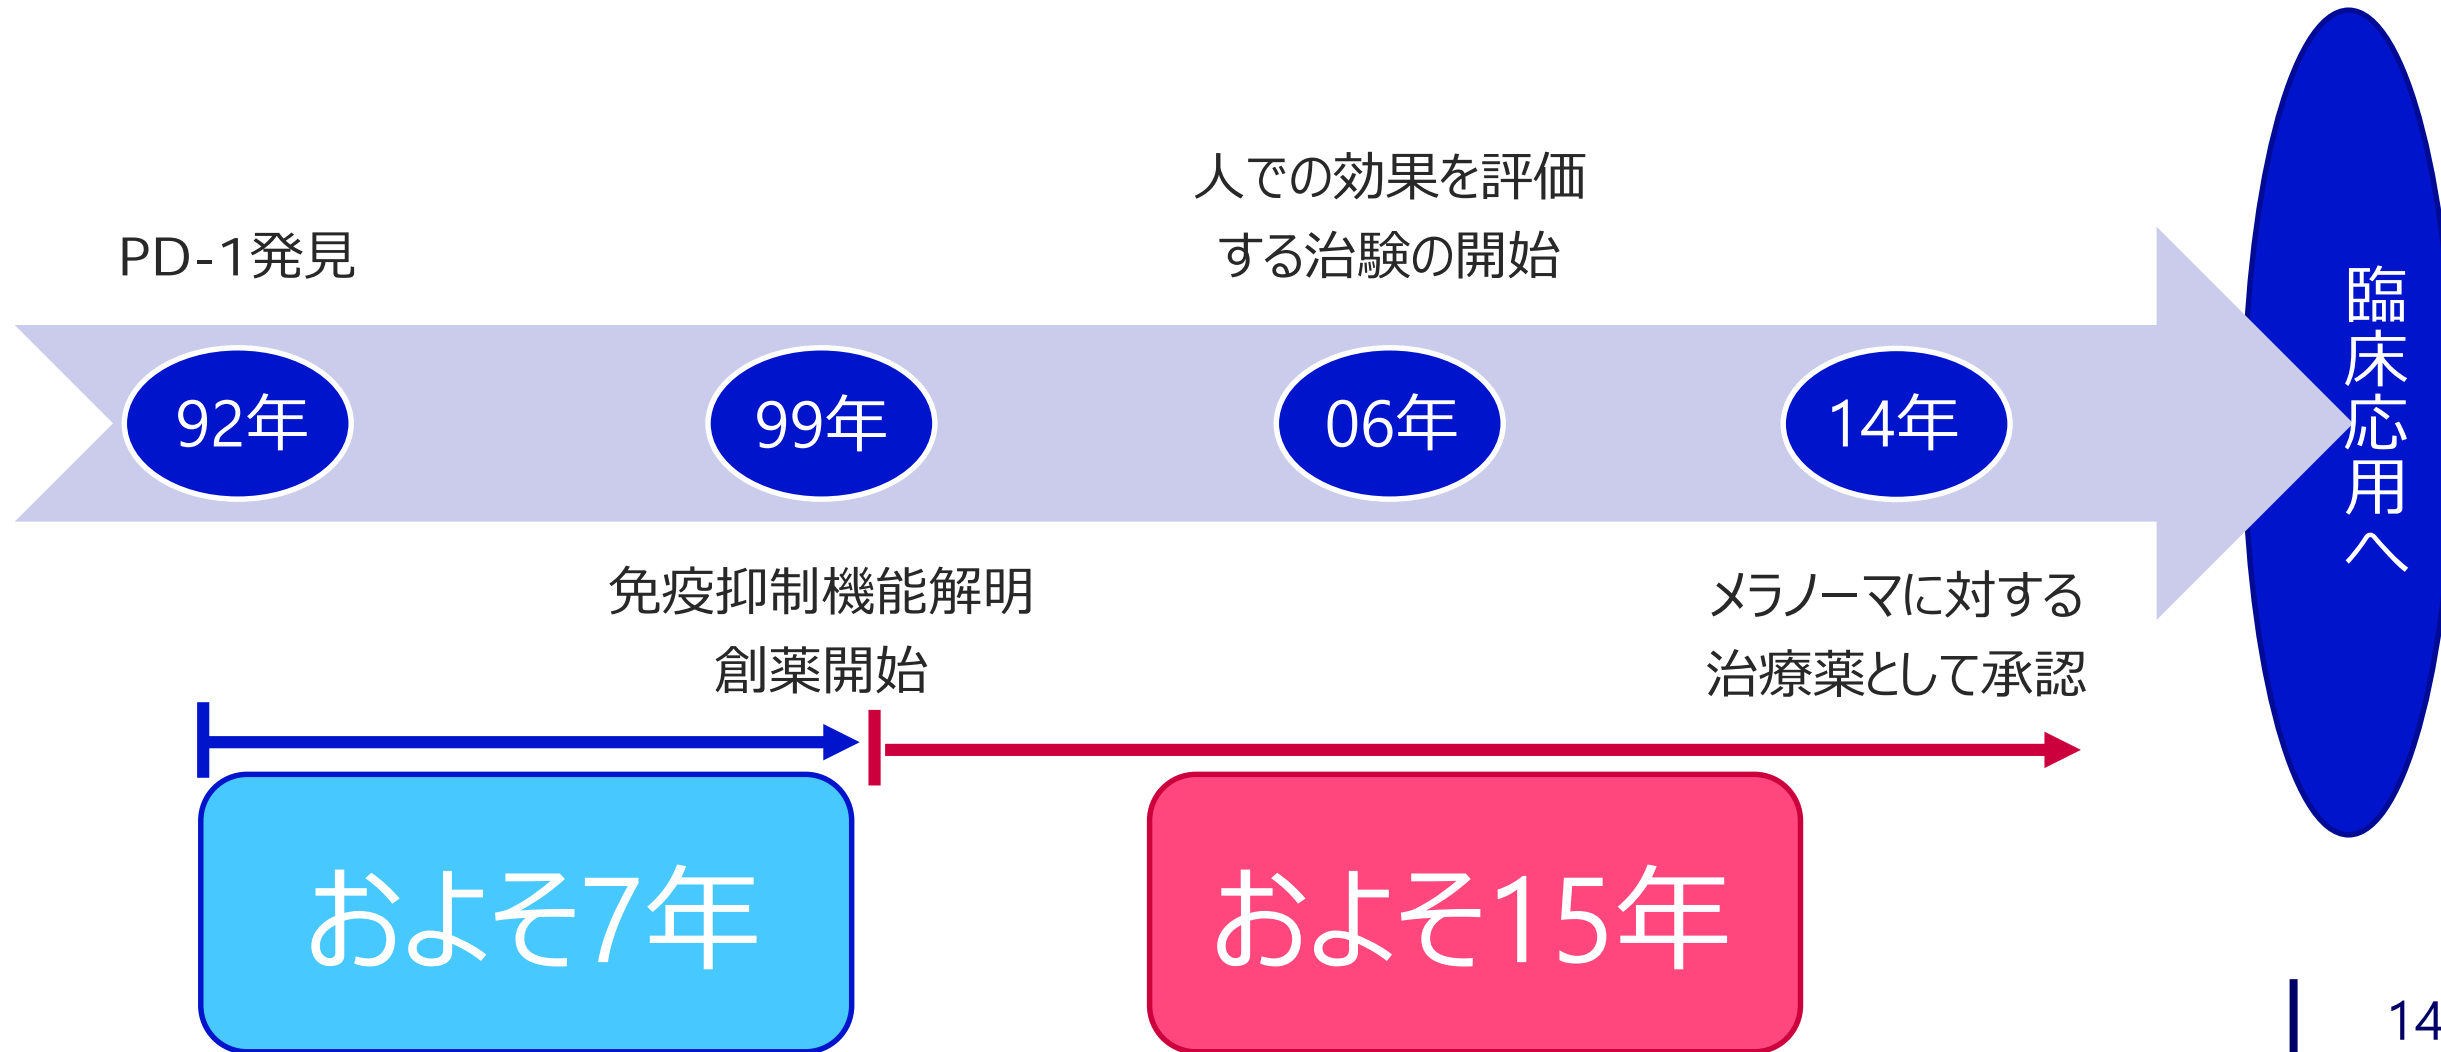 人での効果を評価
する治験の開始
PD-1発見
92年
99年
06年
14年
臨床応用へ
免疫抑制機能解明
創薬開始
メラノーマに対する
治療薬として承認
およそ7年
およそ15年
14